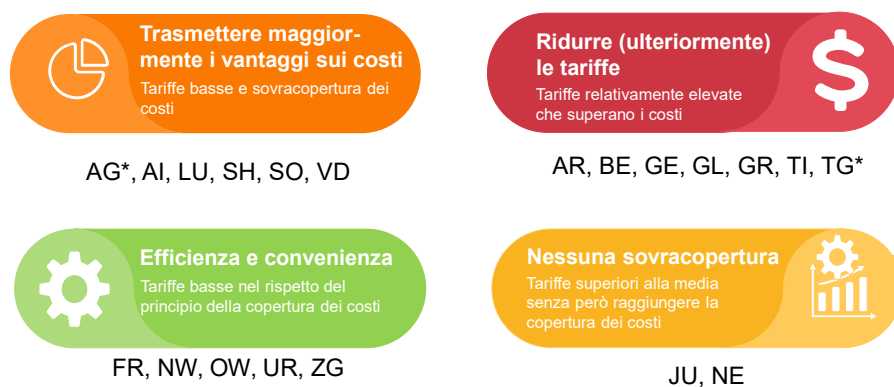 Trasmettere maggior-
mente i vantaggi sui costi
Tariffe basse e sovracopertura dei
costi
AG*, AI, LU, SH, SO, VD
Ridurre (ulteriormente)
le tariffe
Tariffe relativamente elevate
che superano i costi
$
AR, BE, GE, GL, GR, TI, TG*
Efficienza e convenienza
Tariffe basse nel rispetto del
principio della copertura dei costi
FR, NW, OW, UR, ZG
Nessuna sovracopertura
Tariffe superiori alla media
senza però raggiungere la
copertura dei costi
JU, NE